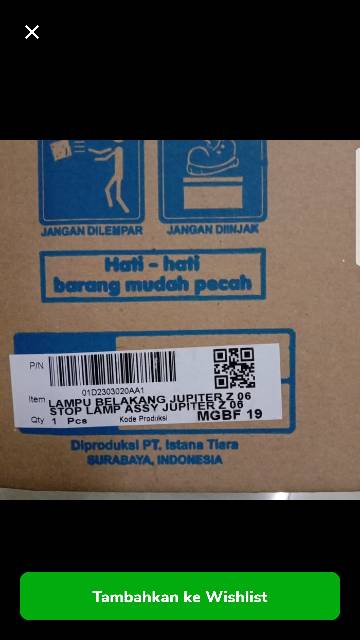 JANGAN DILEMPAR
JANGAN DIINJAK
Hati - hati
barang mudah pecah
P/N
01D2303020AA1
Item LAMPU BELAKANG JUPITER Z 06
STOP LAMP ASSY JUPITER Z 06
Qty 1 Pcs Kode Produksi MGBF 19
Diproduksi PT. Istana Tiara
SURABAYA, INDONESIA
Tambahkan ke Wishlist